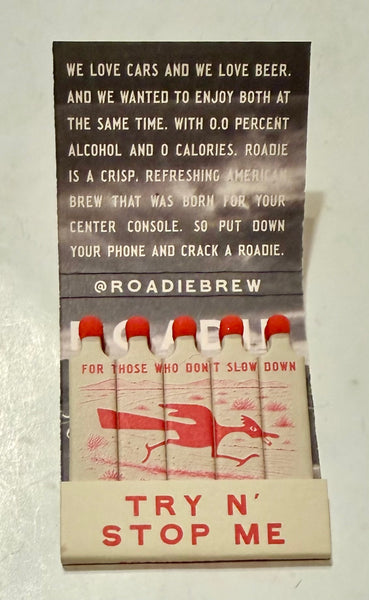 WE LOVE CARS AND WE LOVE BEER.
AND WE WANTED TO ENJOY BOTH AT
THE SAME TIME. WITH 0.0 PERCENT
ALCOHOL AND 0 CALORIES. ROADIE
IS A CRISP. REFRESHING AMERICAN
BREW THAT WAS BORN FOR YOUR
CENTER CONSOLE. SO PUT DOWN
YOUR PHONE AND CRACK A ROADIE.
@ROADIEBREW
FOR THOSE WHO DON'T SLOW DOWN
TRY N'
STOP ME